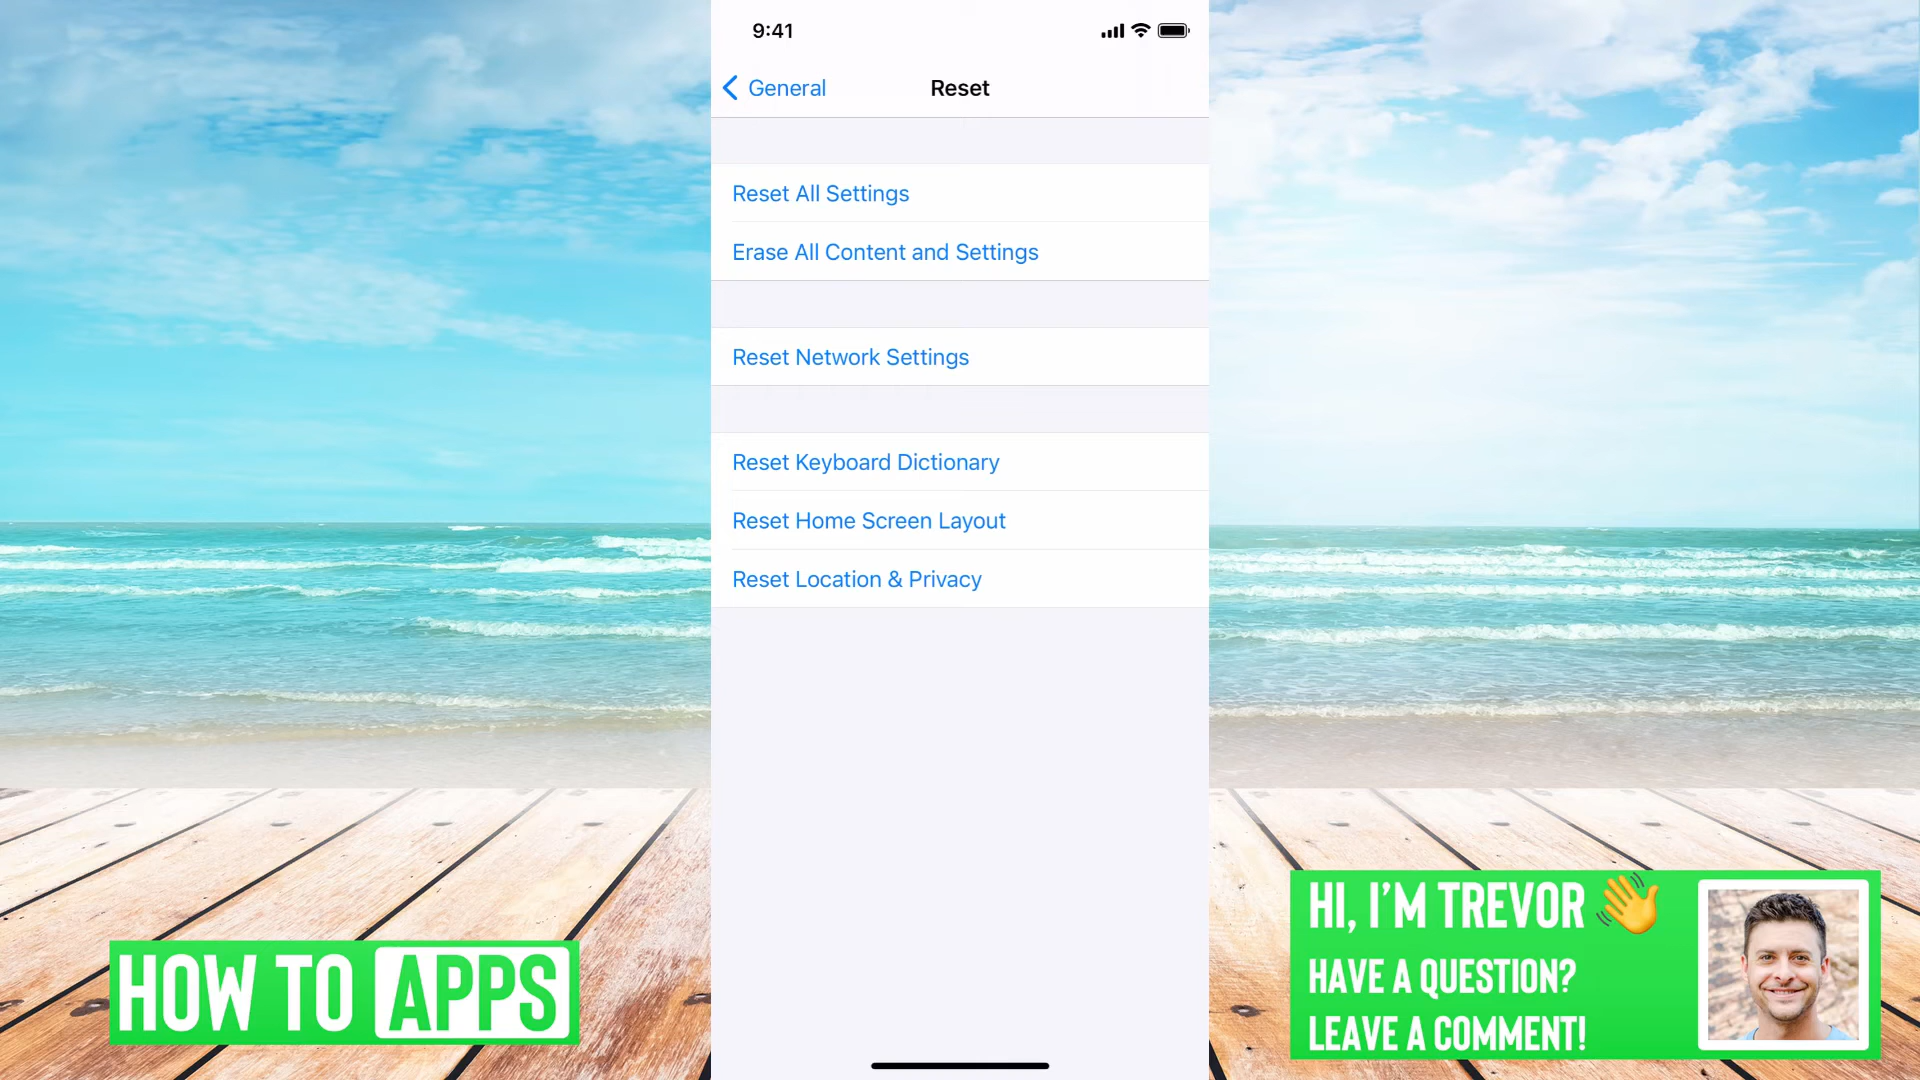 9:41
General
Reset
Reset All Settings
Erase All Content and Settings
Reset Network Settings
Reset Keyboard Dictionary
Reset Home Screen Layout
Reset Location & Privacy
HOW TO APPS
HI, I'M TREVOR 👋
HAVE A QUESTION?
LEAVE A COMMENT!